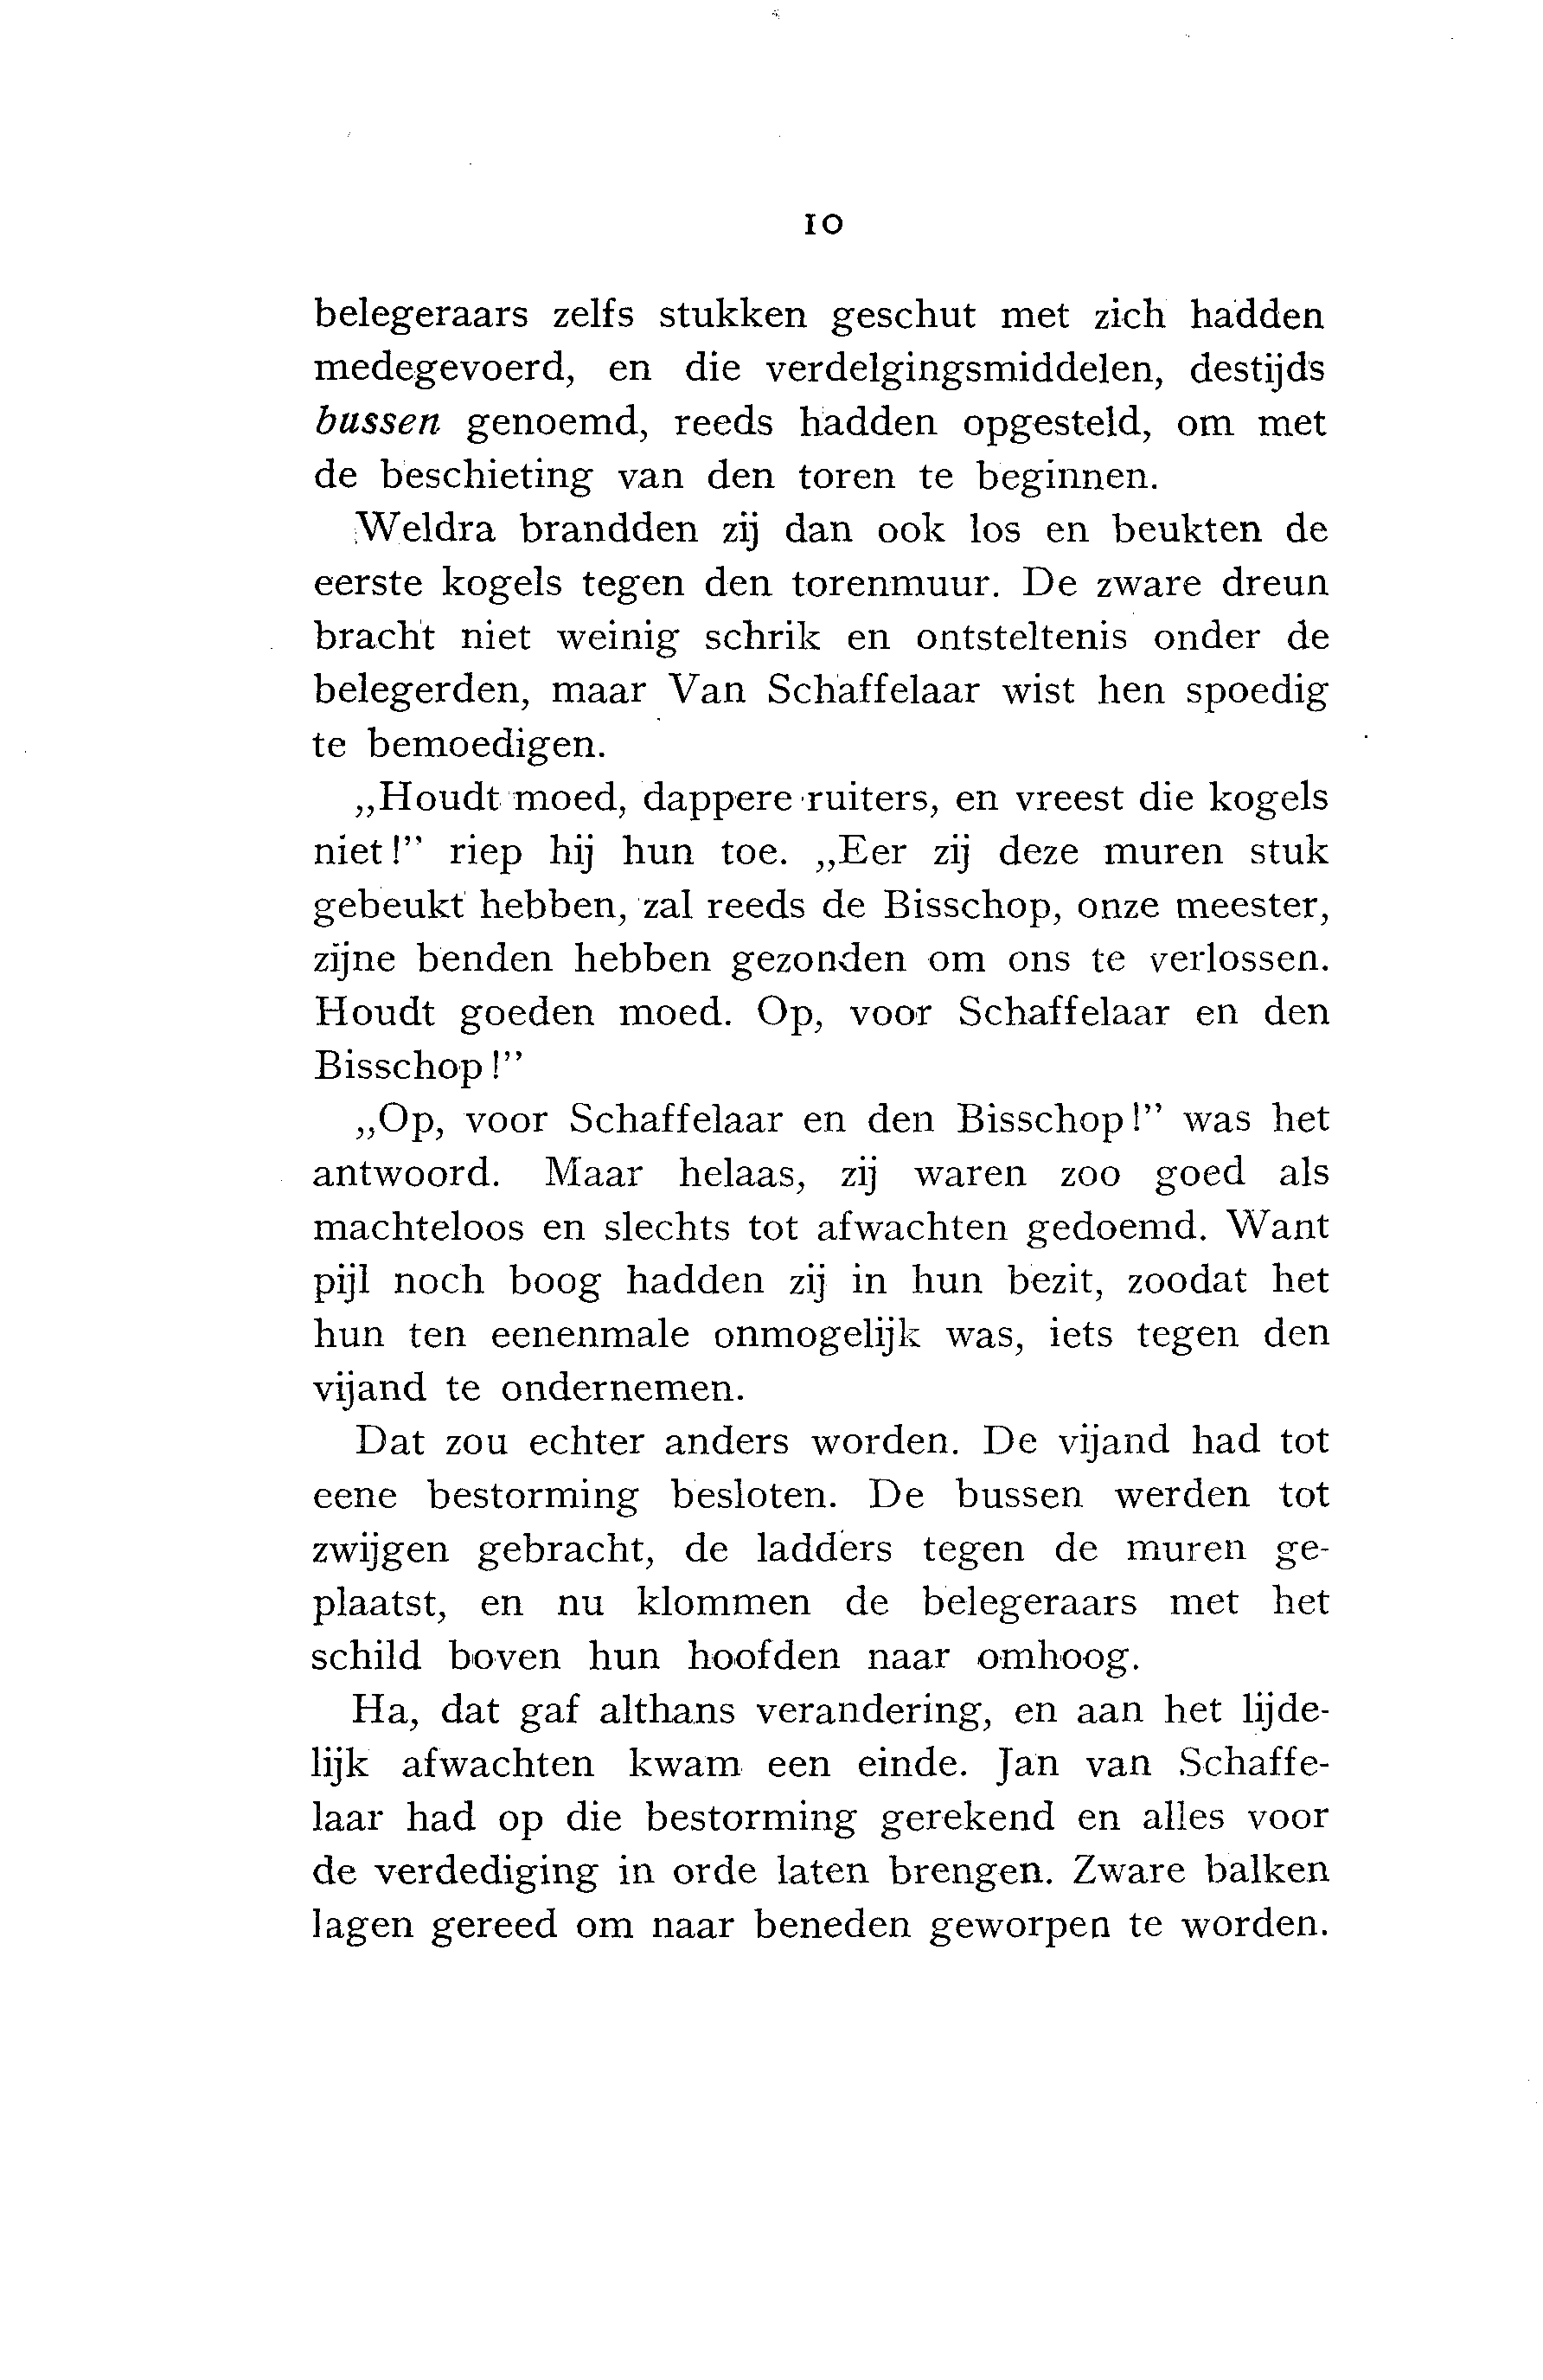 10
belegeraars zelfs stukken geschut met zich hadden
medegevoerd, en die verdelgingsmiddelen, destijds
bussen genoemd, reeds hadden opgesteld, om met
de beschieting van den toren te beginnen.
Weldra brandden zij dan ook los en beukten de
eerste kogels tegen den torenmuur. De zware dreun
bracht niet weinig schrik en ontsteltenis onder de
belegerden, maar Van Schaffelaar wist hen spoedig
te bemoedigen.
„Houdt moed, dappere ruiters, en vreest die kogels
niet!” riep hij hun toe. „Eer zij deze muren stuk
gebeukt hebben, zal reeds de Bisschop, onze meester,
zijne benden hebben gezonden om ons te verlossen.
Houdt goeden moed. Op, voor Schaffelaar en den
Bisschop!”
„Op, voor Schaffelaar en den Bisschop!” was het
antwoord. Maar helaas, zij waren zoo goed als
machteloos en slechts tot afwachten gedoemd. Want
pijl noch boog hadden zij in hun bezit, zoodat het
hun ten eenenmale onmogelijk was, iets tegen den
vijand te ondernemen.
Dat zou echter anders worden. De vijand had tot
eene bestorming besloten. De bussen werden tot
zwijgen gebracht, de ladders tegen de muren ge-
plaatst, en nu klommen de belegeraars met het
schild boven hun hoofden naar omhoog.
Ha, dat gaf althans verandering, en aan het lijde-
lijk afwachten kwam een einde. Jan van Schaffe-
laar had op die bestorming gerekend en alles voor
de verdediging in orde laten brengen. Zware balken
lagen gereed om naar beneden geworpen te worden.